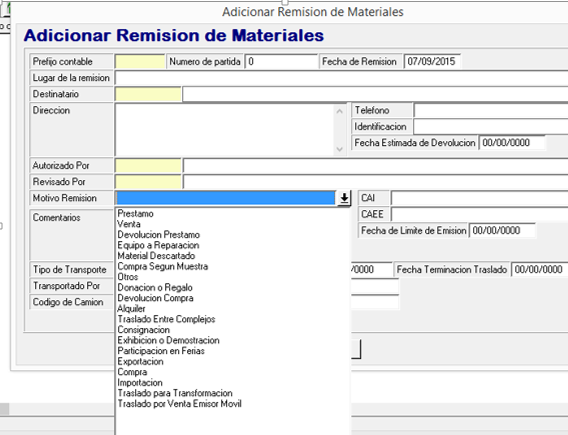 Adicionar Remision de Materiales
Adicionar Remision de Materiales
Prefijo contable Numero de partida 0 Fecha de Remision 07/09/2015
Lugar de la remision
Destinatario
Direccion Telefono
Identificacion
Fecha Estimada de Devolucion 00/00/0000
Autorizado Por
Revisado Por
Motivo Remision CAI
Comentarios CAEE
Fecha de Limite de Emision 00/00/0000
Prestamo
Venta
Devolucion Prestamo
Equipo a Reparacion
Material Descartado
Compra Segun Muestra
Otros
Donacion o Regalo
Devolucion Compra
Alquiler
Traslado Entre Complejos
Consignacion
Exhibicion o Demostracion
Participacion en Ferias
Exportacion
Compra
Importacion
Traslado para Transformacion
Traslado por Venta Emisor Movil
Tipo de Transporte /0000 Fecha Terminacion Traslado 00/00/0000
Transportado Por
Codigo de Camion